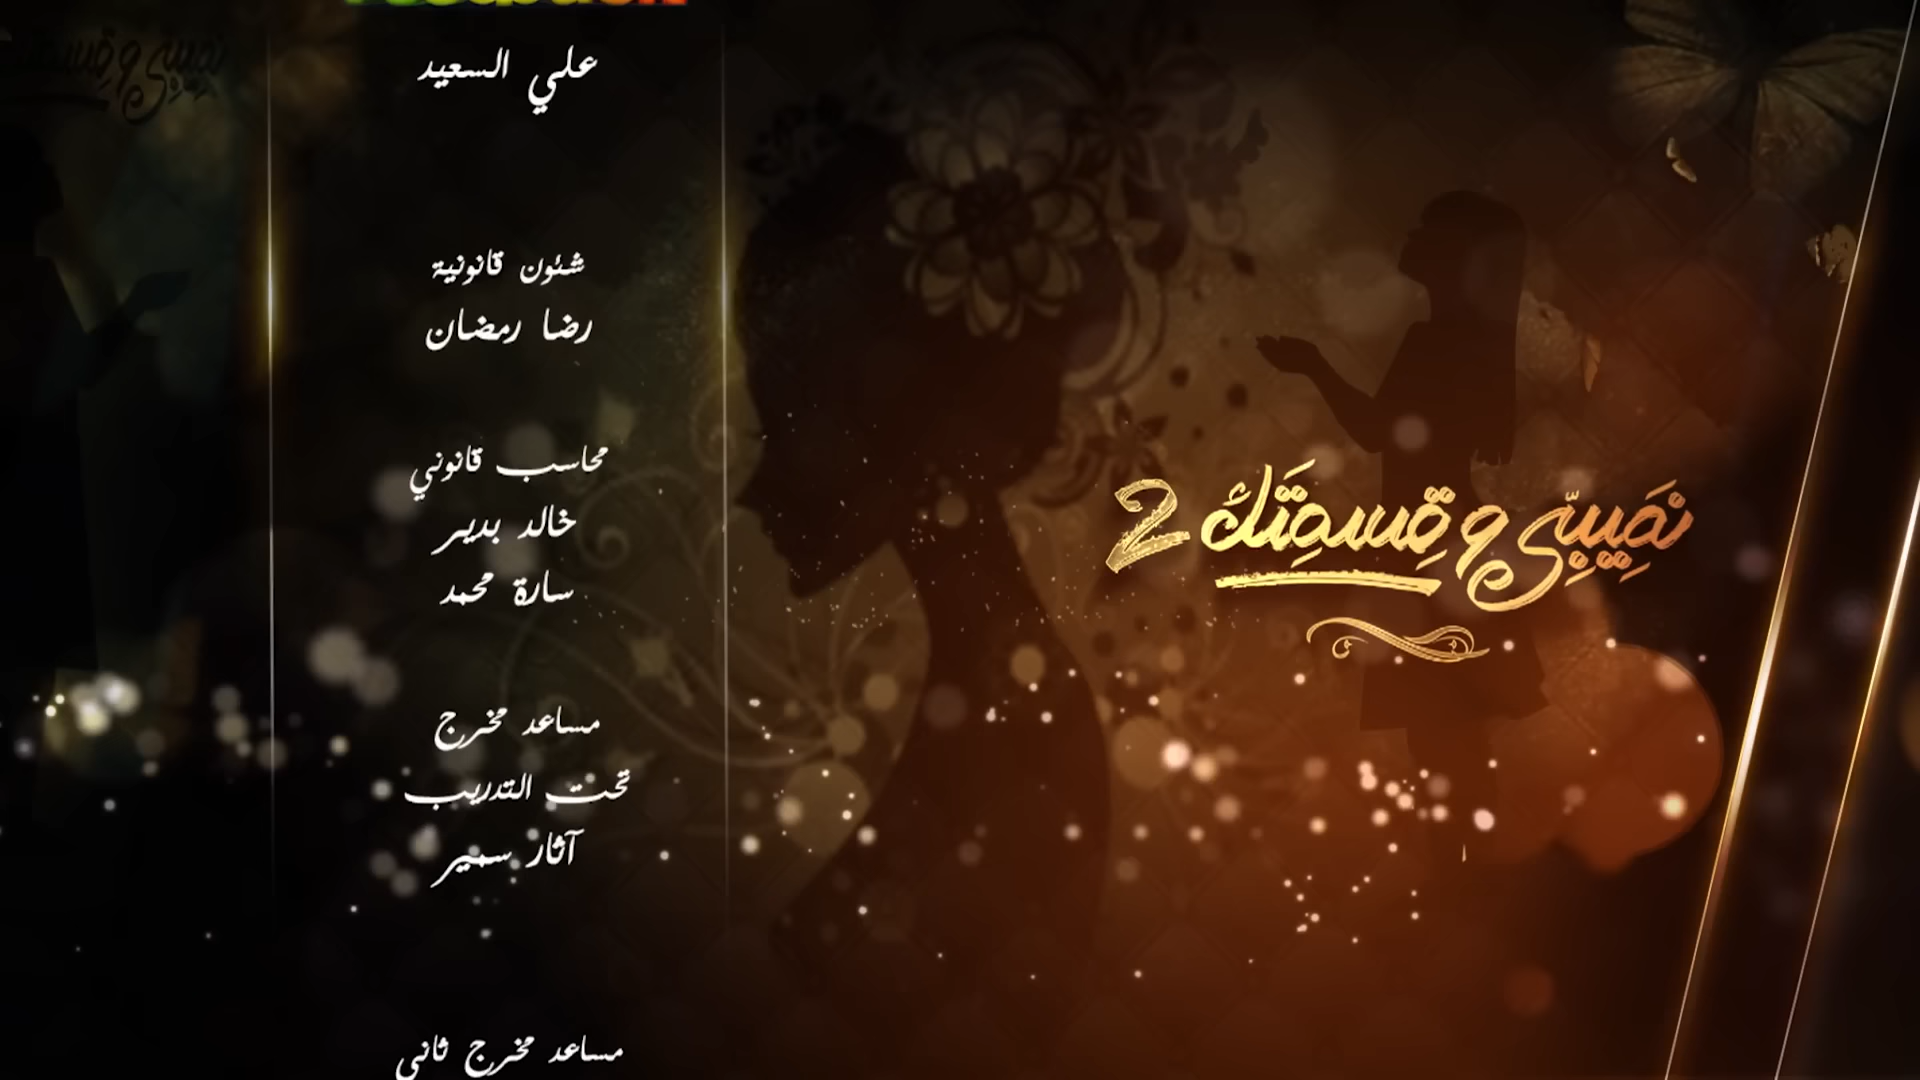 علي السعيد
شئون قانونية
رضا رمضان
محاسب قانوني
خالد بدير
سارة محمد
مساعد مخرج
تحت التدريب
آثار سمير
مساعد مخرج ثاني
نصيبي وقسمتك 2